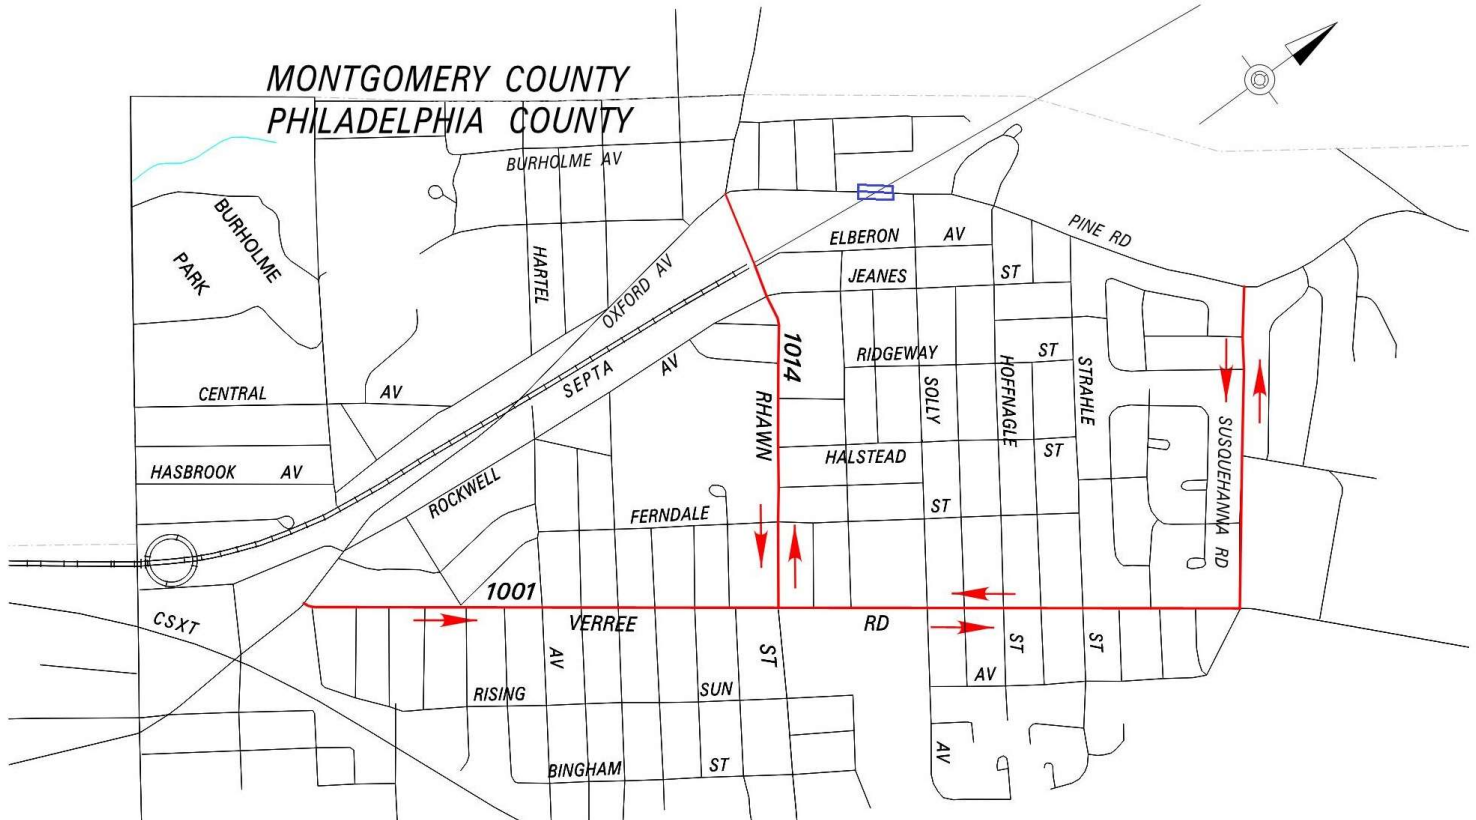 MONTGOMERY COUNTY
PHILADELPHIA COUNTY
BURHOLME AV
BURHOLME
PARK
HARTEL
OXFORD AV
ELBERON AV
PINE RD
JEANES ST
1014
RIDGEWAY ST
SEPTA
AV
CENTRAL AV
RHAWN
SOLLY
HOFFNAGLE
STRAHLE
SUSQUEHANNA RD
HALSTEAD ST
HASBROOK AV
ROCKWELL
FERNDALE ST
1001
VERREE RD
CSXT
AV
ST
ST
ST
RISING SUN AV
BINGHAM ST
AV